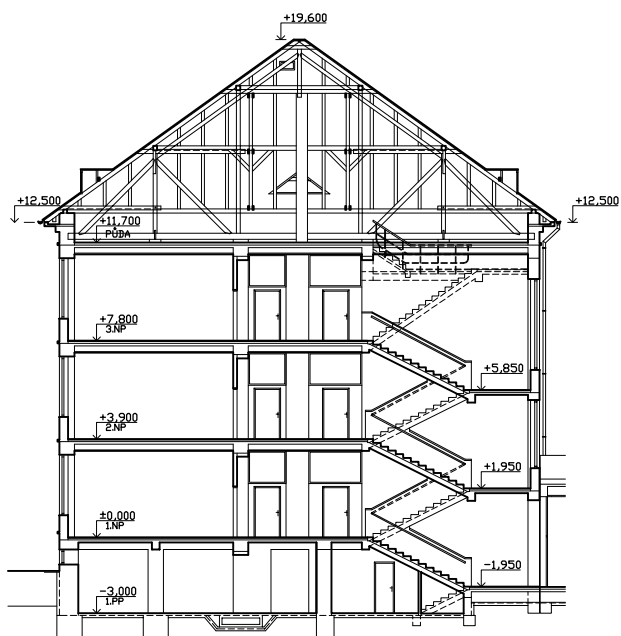 +19,600
+12,500
+12,500
+11,700
PŮDA
+7,800
3.NP
+5,850
+3,900
2.NP
+1,950
±0,000
1.NP
-1,950
-3,000
1.PP